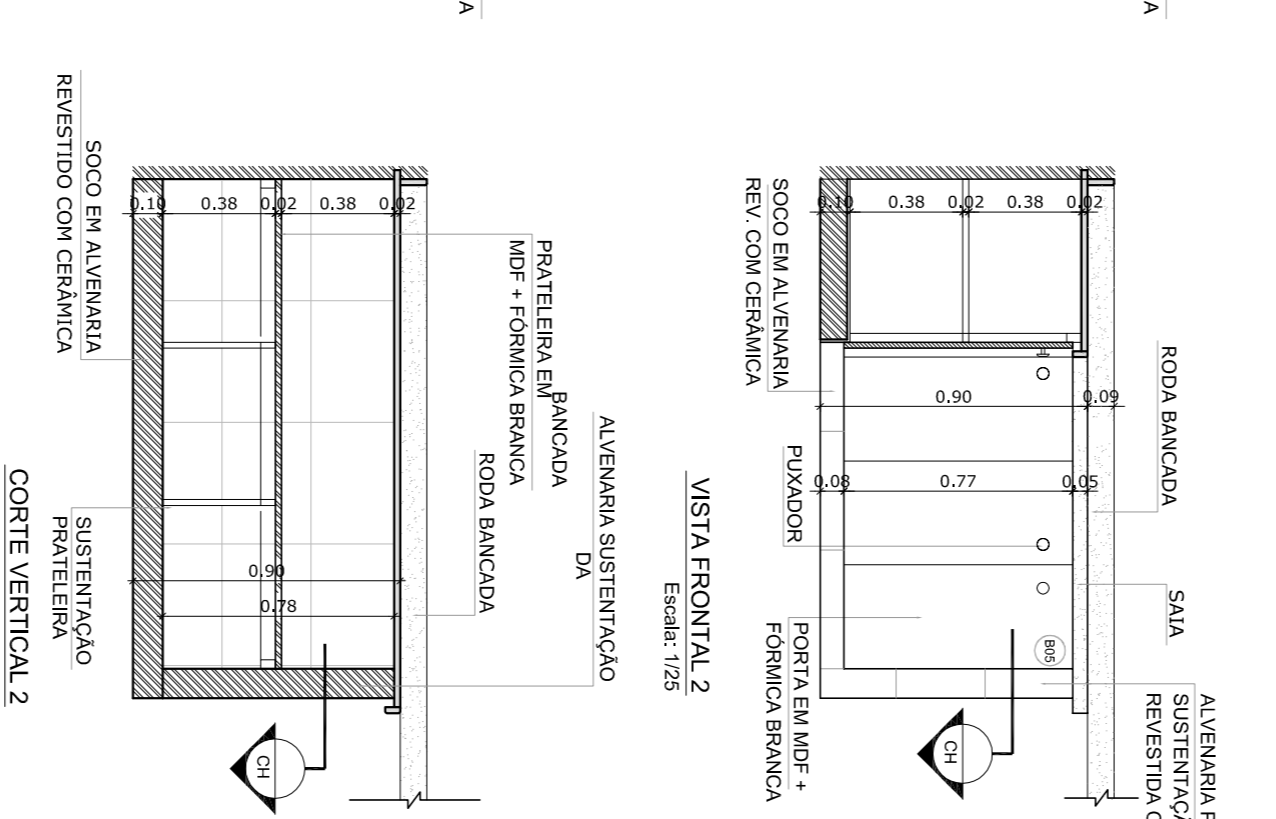 A
A
0.10
0.38
0.02
0.38
0.02
SOCO EM ALVENARIA
REVESTIDO COM CERÂMICA
PRATELEIRA EM
MDF + FÓRMICA BRANCA
ALVENARIA SUSTENTAÇÃO
DA
BANCADA
RODA BANCADA
SUSTENTAÇÃO
PRATELEIRA
0.90
0.78
CH
CORTE VERTICAL 2
0.10
0.38
0.02
0.38
0.02
SOCO EM ALVENARIA
REV. COM CERÂMICA
RODA BANCADA
0.90
0.09
0.08
0.77
0.05
PUXADOR
SAIA
PORTA EM MDF +
FÓRMICA BRANCA
B05
ALVENARIA
SUSTENTAÇÃ
REVESTIDA
CH
VISTA FRONTAL 2
Escala: 1/25